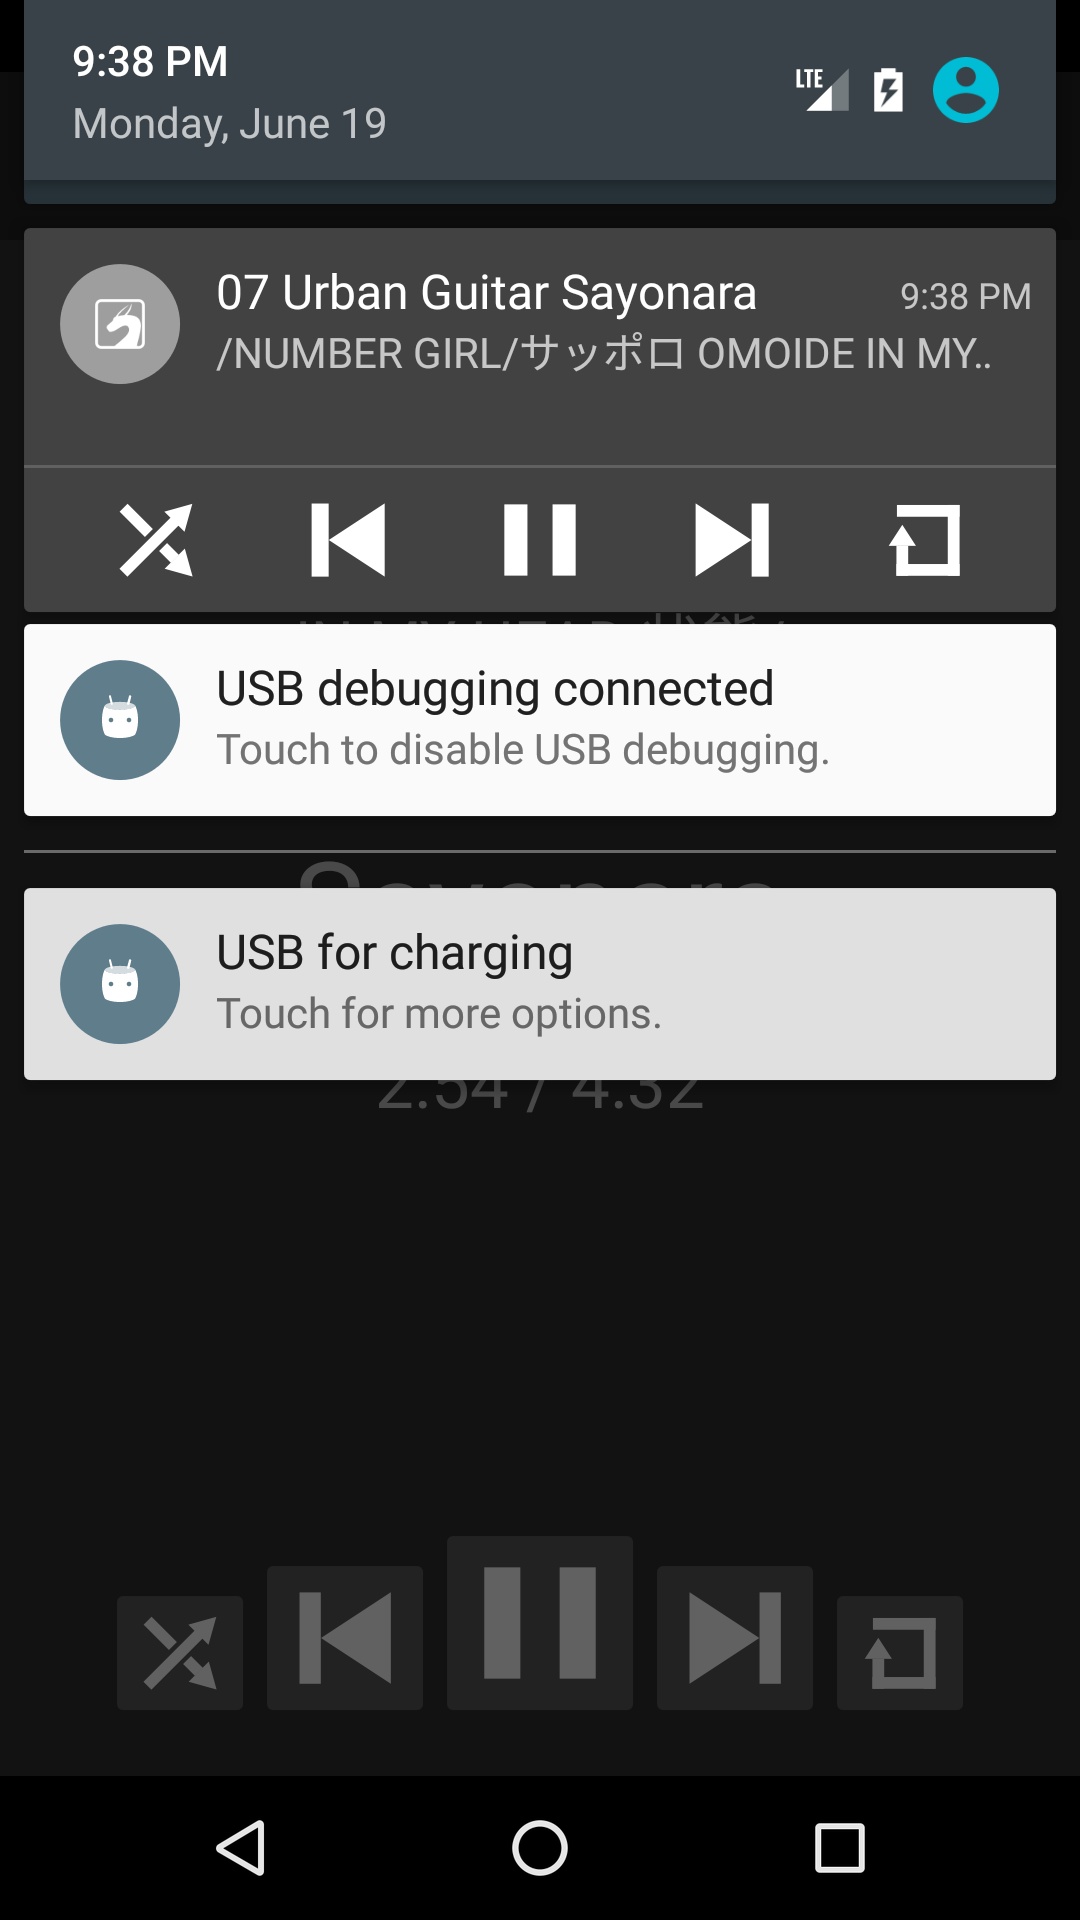 9:38 PM
Monday, June 19
LTE
07 Urban Guitar Sayonara
9:38 PM
/NUMBER GIRL/サッポロ OMOIDE IN MY..
USB debugging connected
Touch to disable USB debugging.
Sayonara
USB for charging
Touch for more options.
2:54 / 4:32